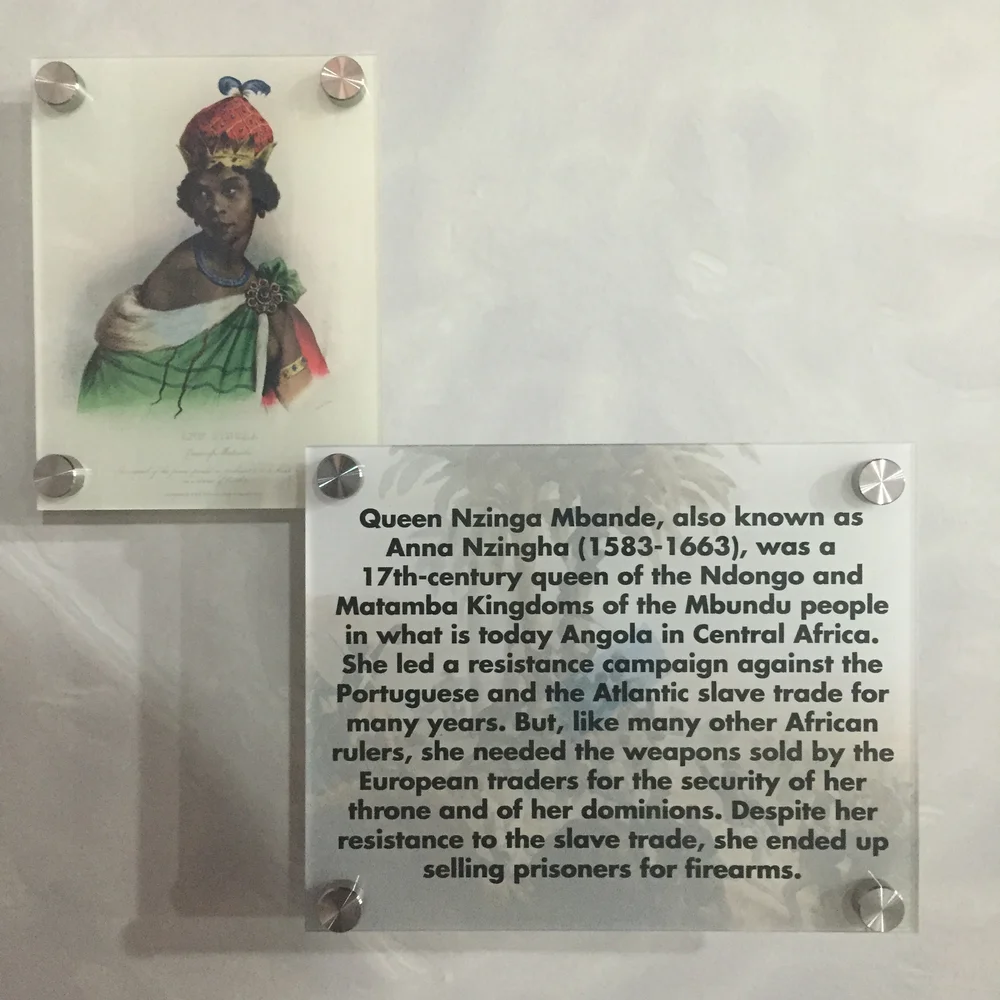 Queen Nzinga Mbande, also known as
Anna Nzingha (1583-1663), was a
17th-century queen of the Ndongo and
Matamba Kingdoms of the Mbundu people
in what is today Angola in Central Africa.
She led a resistance campaign against the
Portuguese and the Atlantic slave trade for
many years. But, like many other African
rulers, she needed the weapons sold by the
European traders for the security of her
throne and of her dominions. Despite her
resistance to the slave trade, she ended up
selling prisoners for firearms.